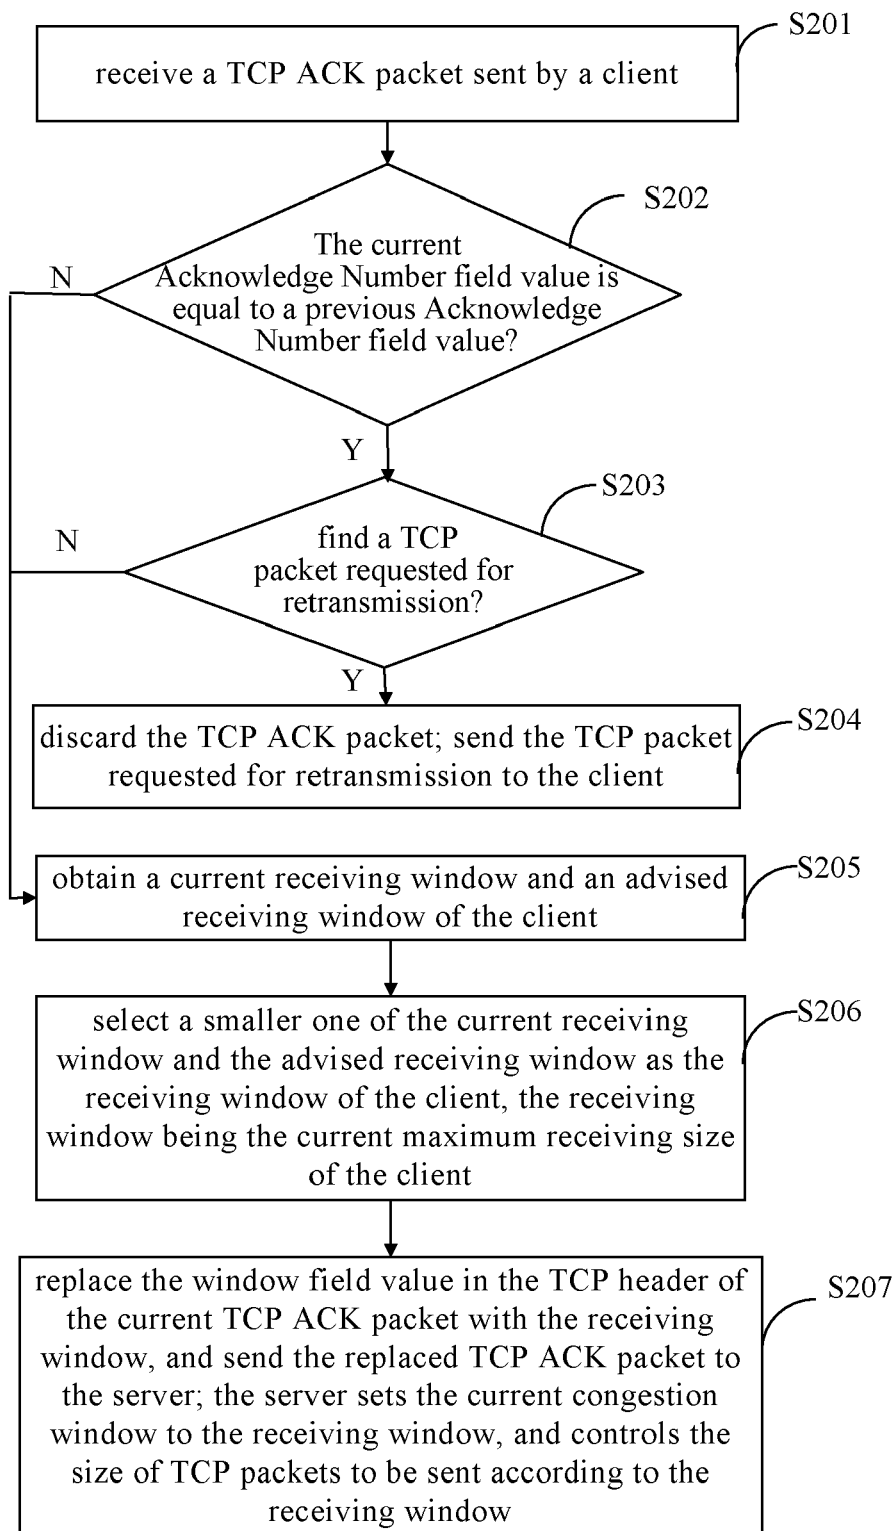 S201
receive a TCP ACK packet sent by a client
S202
The current
Acknowledge Number field value is
equal to a previous Acknowledge
Number field value?
N
Y
S203
find a TCP
packet requested for
retransmission?
N
Y
S204
discard the TCP ACK packet; send the TCP packet
requested for retransmission to the client
S205
obtain a current receiving window and an advised
receiving window of the client
S206
select a smaller one of the current receiving
window and the advised receiving window as the
receiving window of the client, the receiving
window being the current maximum receiving size
of the client
S207
replace the window field value in the TCP header of
the current TCP ACK packet with the receiving
window, and send the replaced TCP ACK packet to
the server; the server sets the current congestion
window to the receiving window, and controls the
size of TCP packets to be sent according to the
receiving window